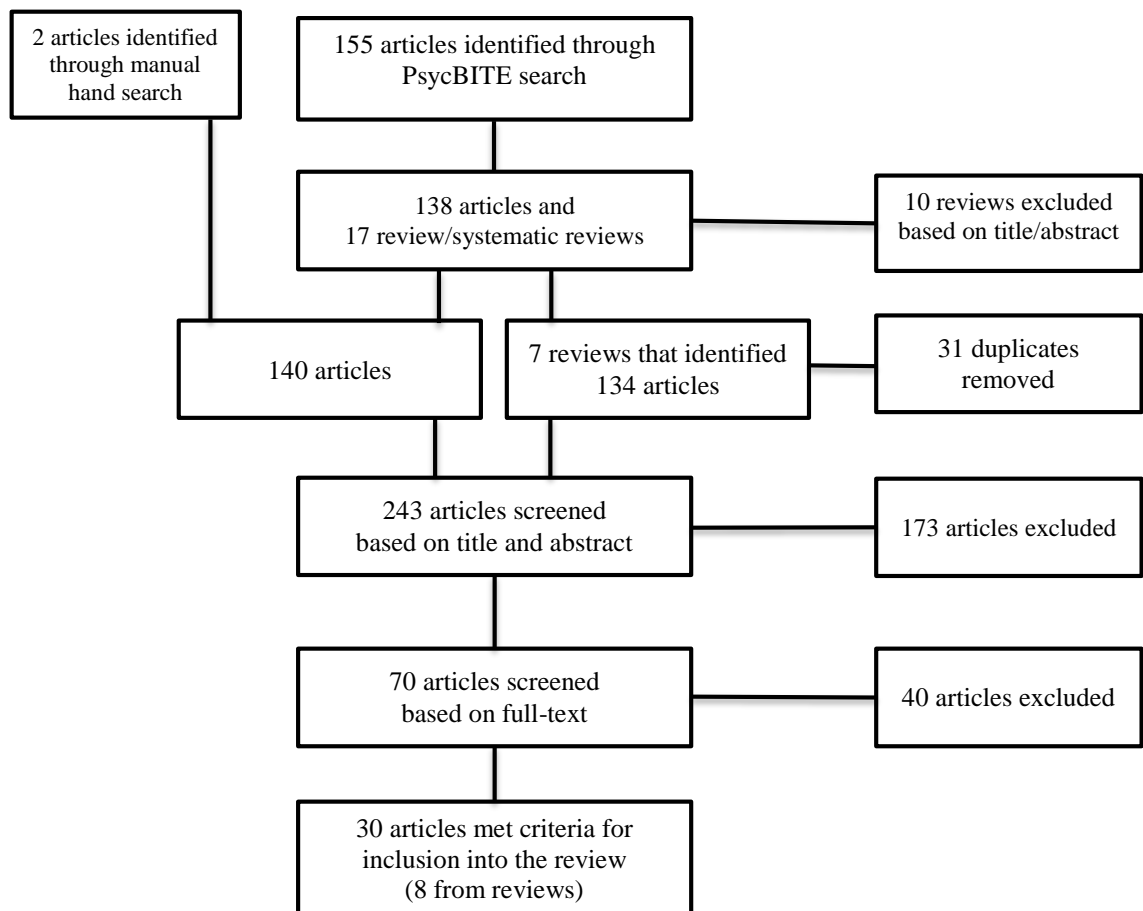 2 articles identified
through manual
hand search
155 articles identified through
PsycBITE search
138 articles and
17 review/systematic reviews
10 reviews excluded
based on title/abstract
140 articles
7 reviews that identified
134 articles
31 duplicates
removed
243 articles screened
based on title and abstract
173 articles excluded
70 articles screened
based on full-text
40 articles excluded
30 articles met criteria for
inclusion into the review
(8 from reviews)